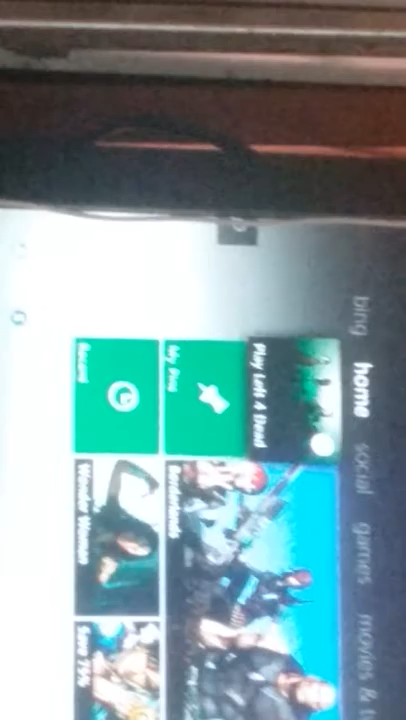 bing home social games movies & t
Play Left 4 Dead
My Pins
Borderlands
Recent
Wonder Woman
Save 75%